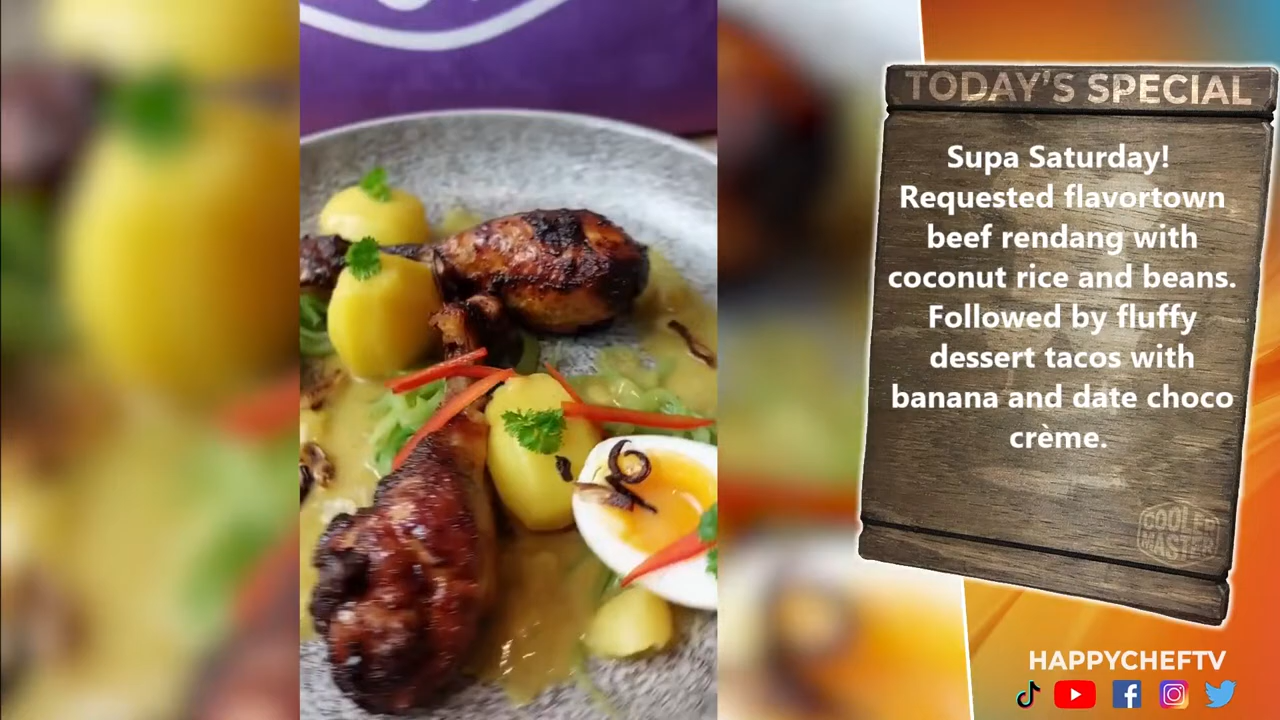 TODAY'S SPECIAL
Supa Saturday!
Requested flavortown
beef rendang with
coconut rice and beans.
Followed by fluffy
dessert tacos with
banana and date choco
crème.
COOLER
MASTER
HAPPYCHEFTV